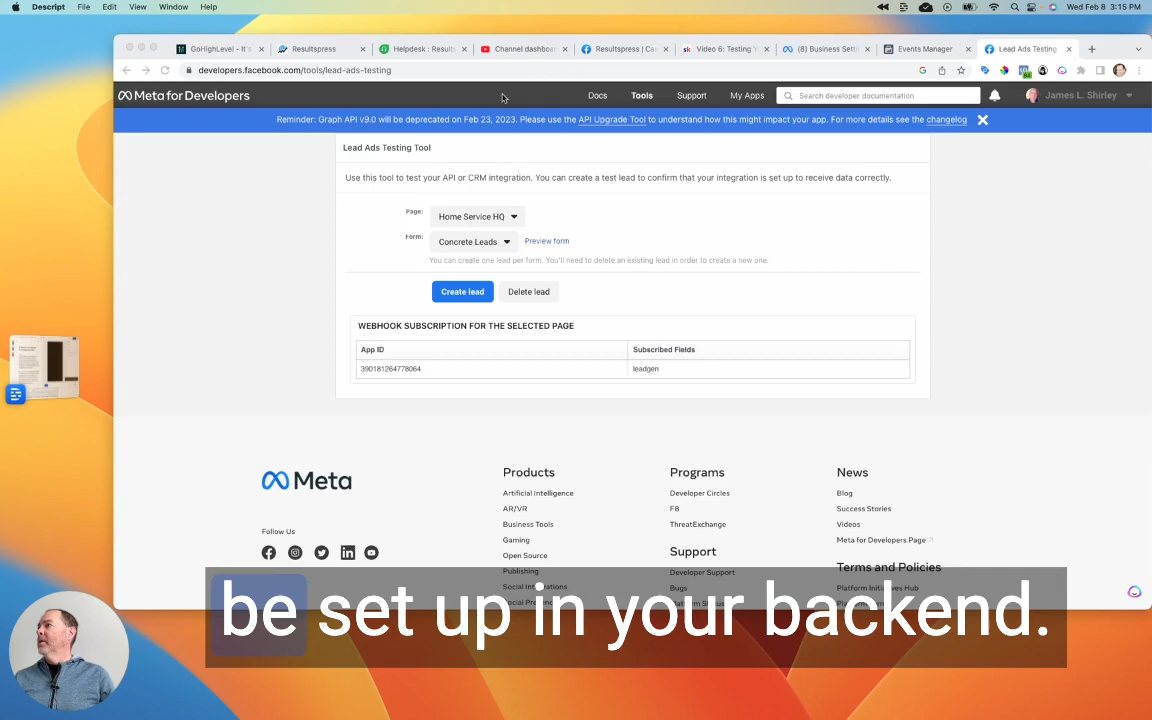 Descript File Edit View Window Help
Wed Feb 8 3:15 PM
GoHighLevel - It's
Resultspress
Helpdesk : Result
Channel dashboar
Resultspress | Ca
Video 6: Testing
(8) Business Setti
Events Manager
Lead Ads Testing
developers.facebook.com/tools/lead-ads-testing
Meta for Developers
Docs Tools Support My Apps
Search developer documentation
James L. Shirley
Reminder: Graph API v9.0 will be deprecated on Feb 23, 2023. Please use the API Upgrade Tool to understand how this might impact your app. For more details see the changelog
Lead Ads Testing Tool
Use this tool to test your API or CRM integration. You can create a test lead to confirm that your integration is set up to receive data correctly.
Page: Home Service HQ
Form: Concrete Leads Preview form
You can create one lead per form. You'll need to delete an existing lead in order to create a new one.
Create lead Delete lead
WEBHOOK SUBSCRIPTION FOR THE SELECTED PAGE
App ID Subscribed Fields
390181264778064 leadgen
Meta
Follow Us
Products
Artificial Intelligence
AR/VR
Business Tools
Gaming
Open Source
Publishing
Social Integrations
Programs
Developer Circles
F8
ThreatExchange
Support
Developer Support
Bugs
News
Blog
Success Stories
Videos
Meta for Developers Page
Terms and Policies
Platform Initiatives Hub
be set up in your backend.